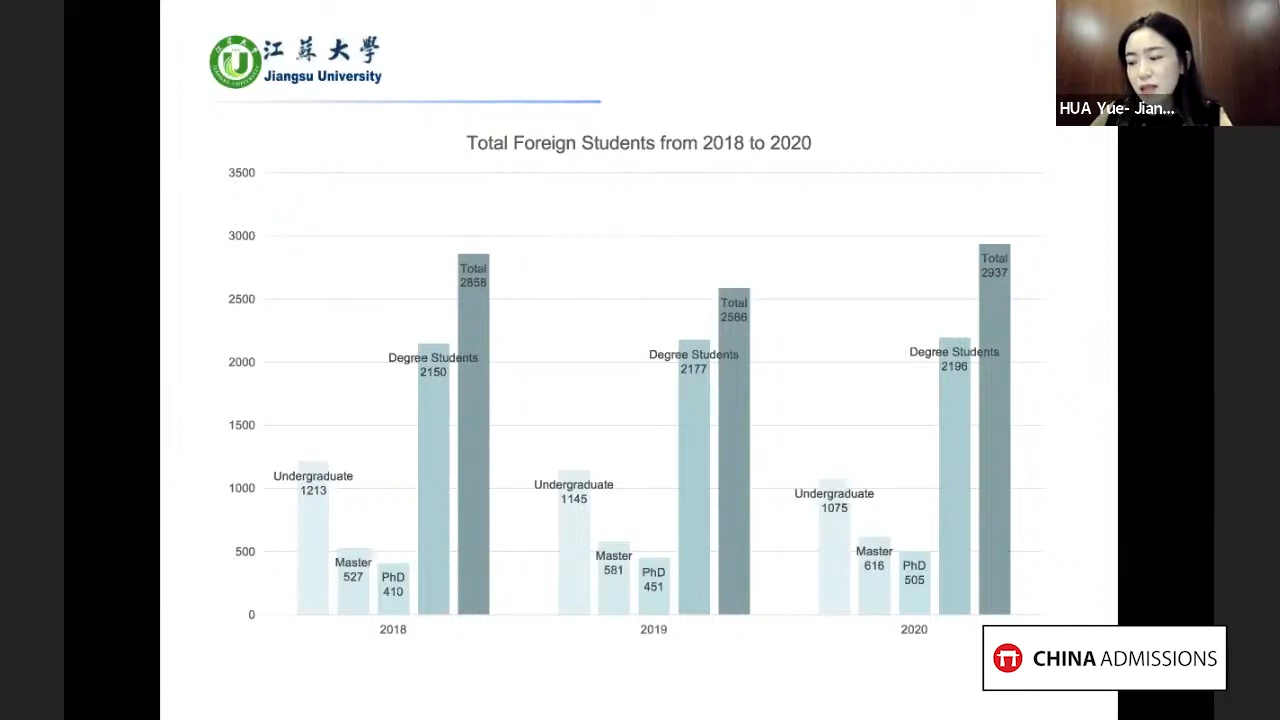 江蘇大學
Jiangsu University
HUA Yue- Jian...
Total Foreign Students from 2018 to 2020
3500
3000
2500
2000
1500
1000
500
0
Undergraduate
1213
Master
527
PhD
410
Degree Students
2150
Total
2858
2018
Undergraduate
1145
Master
581
PhD
451
Degree Students
2177
Total
2586
2019
Undergraduate
1075
Master
616
PhD
505
Degree Students
2196
Total
2937
2020
CHINA ADMISSIONS